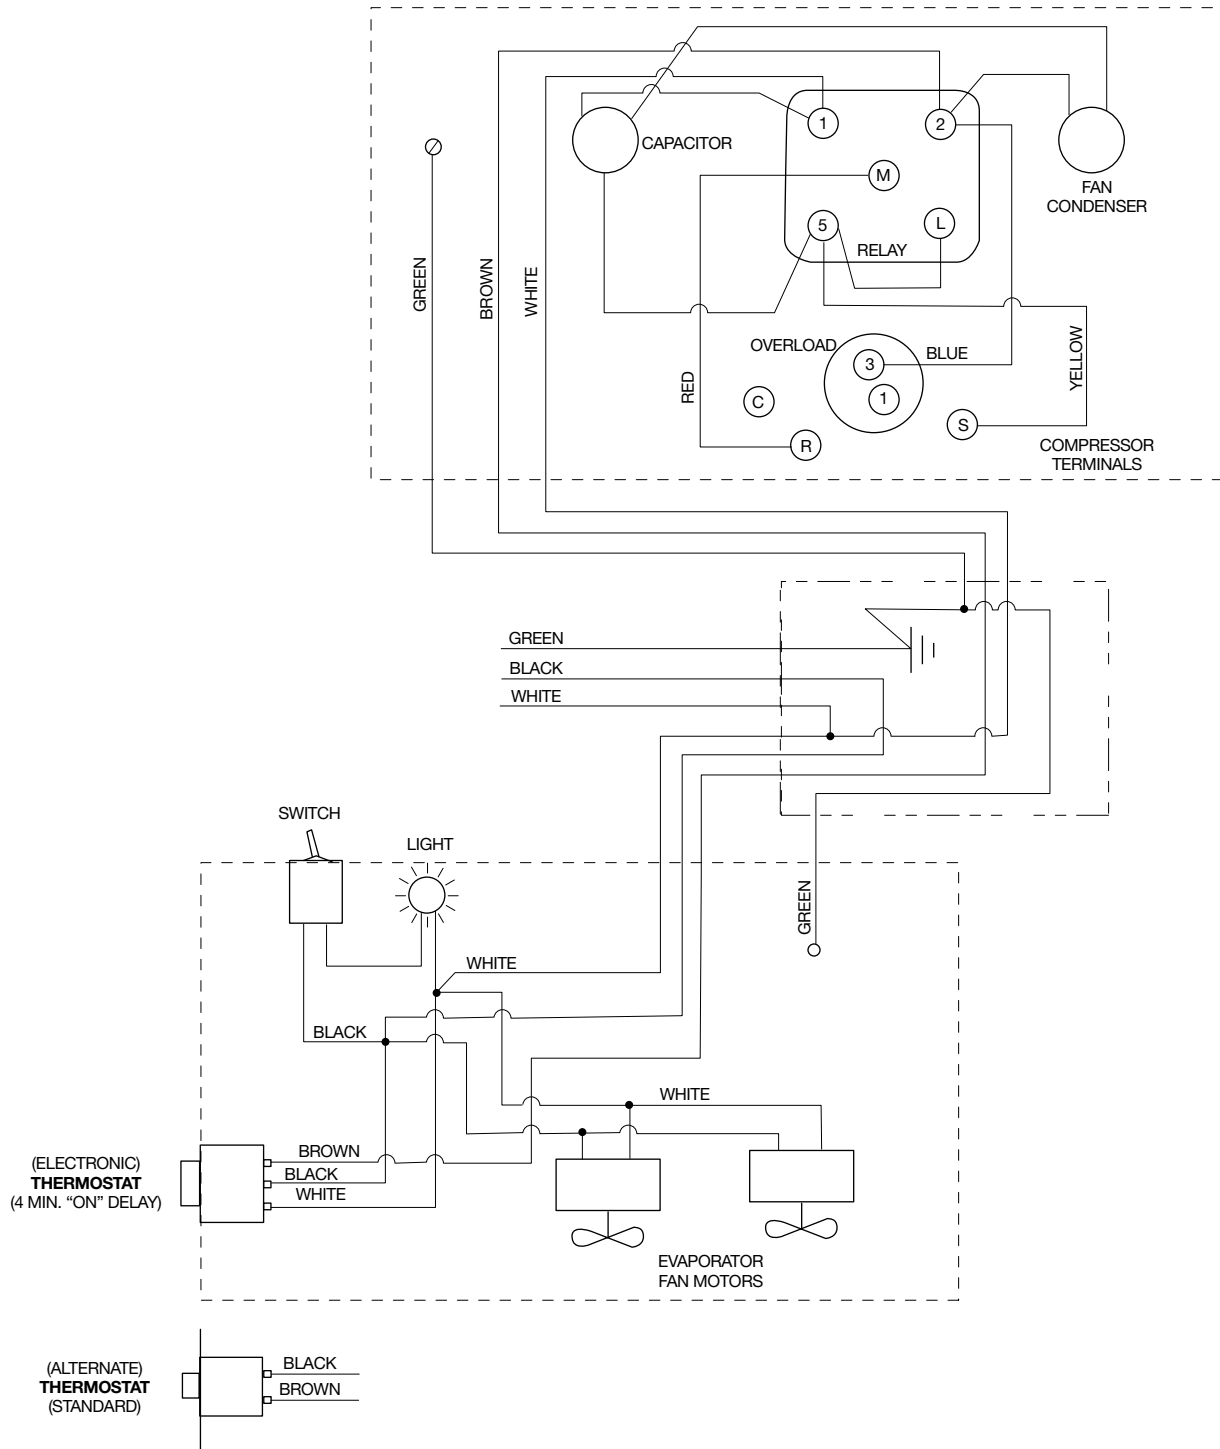 1
2
CAPACITOR
M
FAN
CONDENSER
5
L
RELAY
GREEN
BROWN
WHITE
OVERLOAD
3
BLUE
YELLOW
RED
C
1
R
S
COMPRESSOR
TERMINALS
GREEN
BLACK
WHITE
SWITCH
LIGHT
GREEN
WHITE
BLACK
WHITE
BROWN
BLACK
WHITE
(ELECTRONIC)
THERMOSTAT
(4 MIN. “ON” DELAY)
EVAPORATOR
FAN MOTORS
(ALTERNATE)
THERMOSTAT
(STANDARD)
BLACK
BROWN